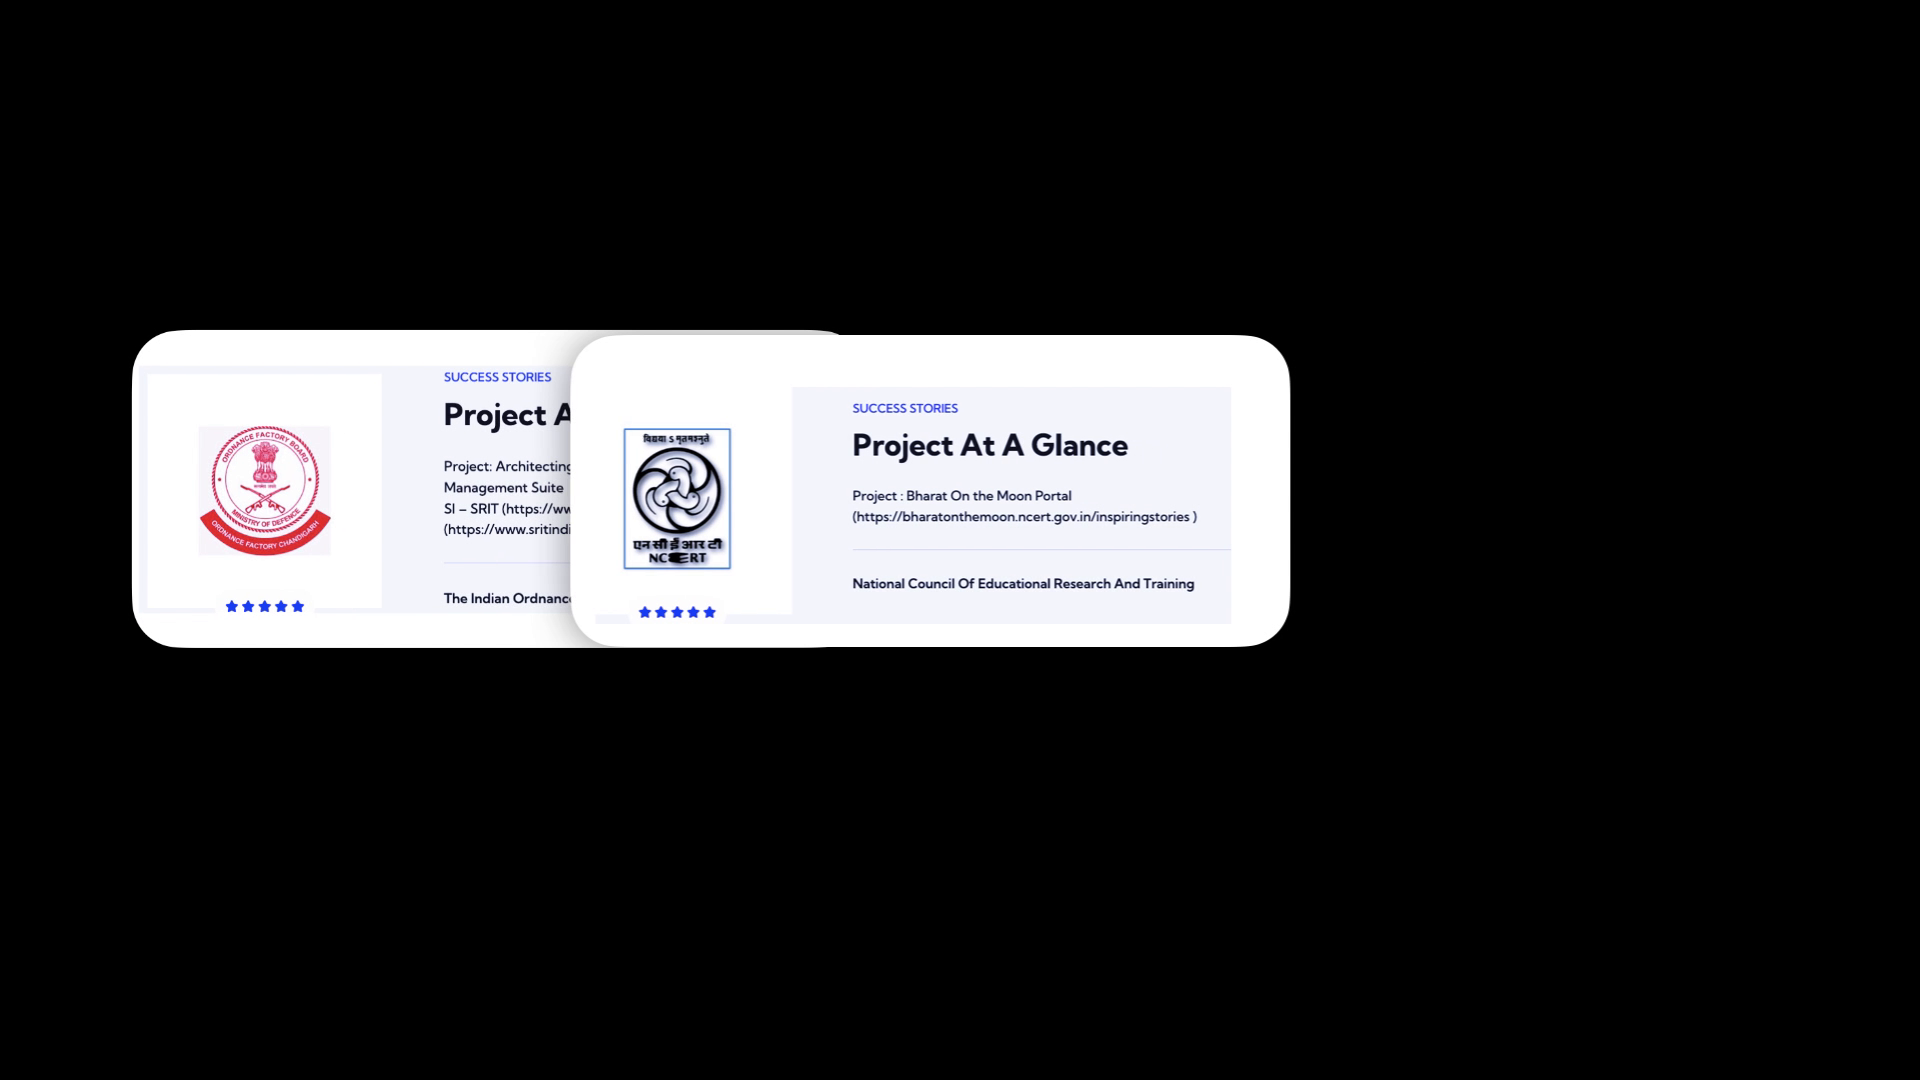 SUCCESS STORIES
Project A
Project: Architecting
Management Suite
SI – SRIT (https://ww
(https://www.sritindi
The Indian Ordnanc
ORDNANCE FACTORY BOARD
MINISTRY OF DEFENCE
ORDNANCE FACTORY CHANDIGARH
SUCCESS STORIES
Project At A Glance
Project : Bharat On the Moon Portal
(https://bharatonthemoon.ncert.gov.in/inspiringstories )
National Council Of Educational Research And Training
विद्यया ऽ मृतमश्नुते
एन सी ई आर टी
NCERT